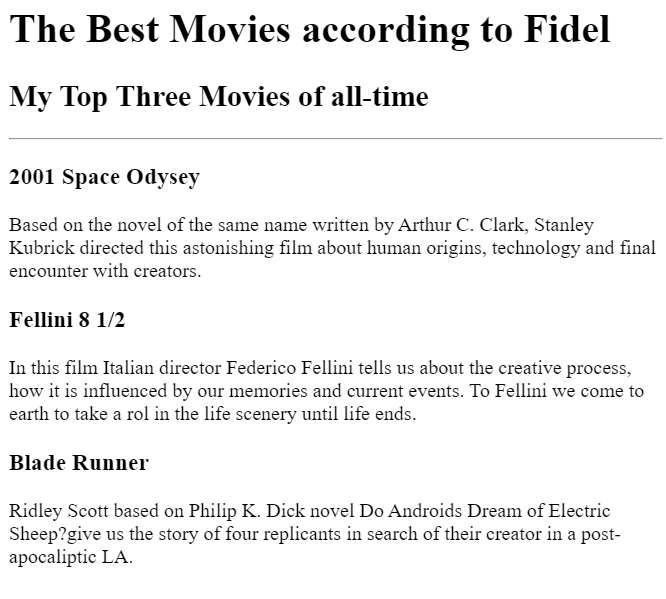 The Best Movies according to Fidel
My Top Three Movies of all-time
2001 Space Odysey
Based on the novel of the same name written by Arthur C. Clark, Stanley
Kubrick directed this astonishing film about human origins, technology and final
encounter with creators.
Fellini 8 1/2
In this film Italian director Federico Fellini tells us about the creative process,
how it is influenced by our memories and current events. To Fellini we come to
earth to take a rol in the life scenery until life ends.
Blade Runner
Ridley Scott based on Philip K. Dick novel Do Androids Dream of Electric
Sheep?give us the story of four replicants in search of their creator in a post-
apocaliptic LA.